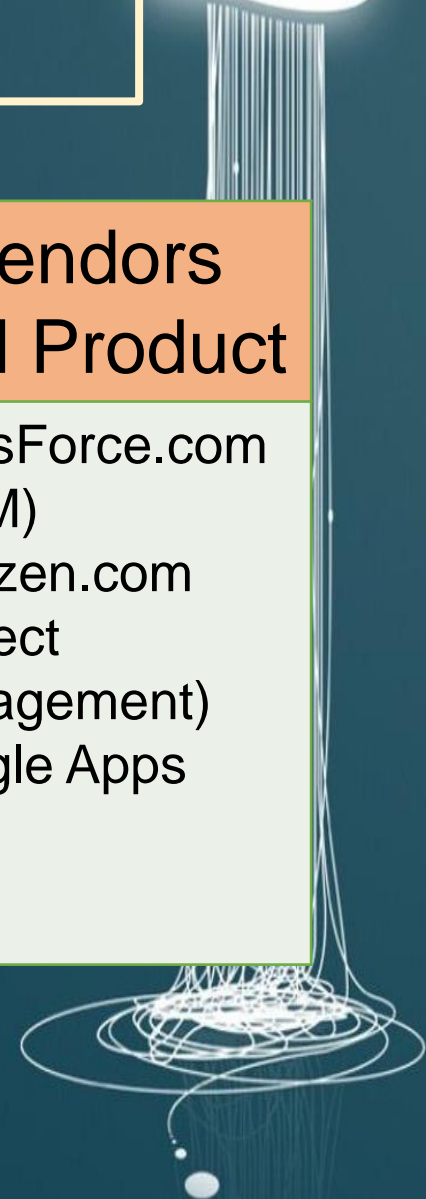 endors
l Product
sForce.com
M)
zen.com
ect
agement)
gle Apps